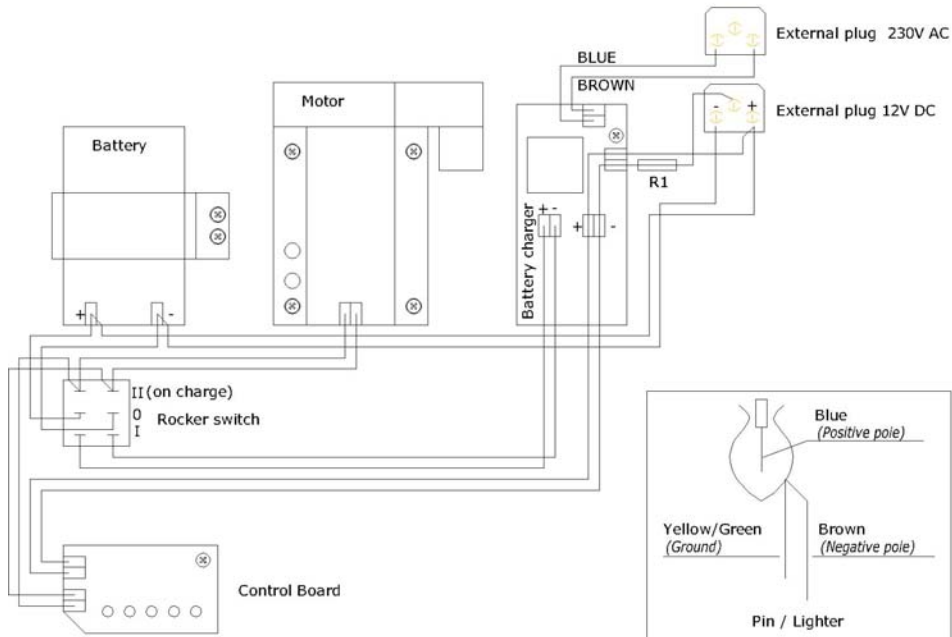 External plug 230V AC
BLUE
BROWN
Motor
- +
External plug 12V DC
Battery
R1
+ -
+ -
Battery charger
+ -
II (on charge)
0
Rocker switch
I
Blue
(Positive pole)
Yellow/Green
(Ground)
Brown
(Negative pole)
Control Board
Pin / Lighter